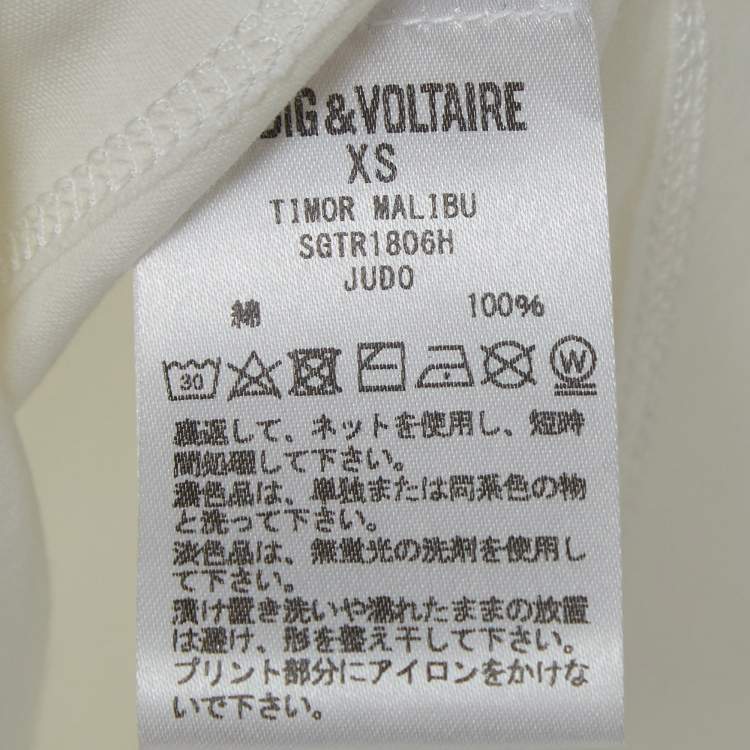 DIG & VOLTAIRE
XS
TIMOR MALIBU
SGTR1806H
JUDO
綿 100%
30 W
裏返して、ネットを使用し、短時
間処理して下さい。
濃色品は、単独または同系色の物
と洗って下さい。
淡色品は、無蛍光の洗剤を使用し
て下さい。
漬け置き洗いや濡れたままの放置
は避け、形を整え干して下さい。
プリント部分にアイロンをかけな
いで下さい。